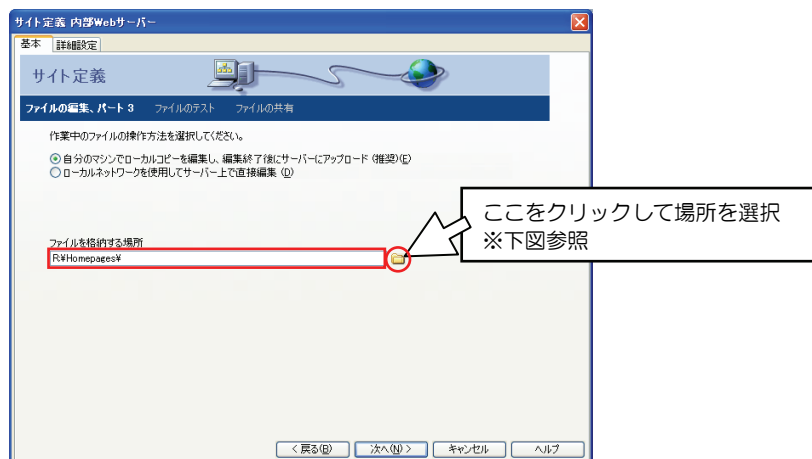 サイト定義 内部Webサーバー
基本 詳細設定
サイト定義
ファイルの編集、パート 3 ファイルのテスト ファイルの共有
作業中のファイルの操作方法を選択してください。
自分のマシンでローカルコピーを編集し、編集終了後にサーバーにアップロード (推奨)(E)
ローカルネットワークを使用してサーバー上で直接編集 (D)
ここをクリックして場所を選択
※下図参照
ファイルを格納する場所
R:¥Homepages¥
< 戻る(B) 次へ(N) > キャンセル ヘルプ